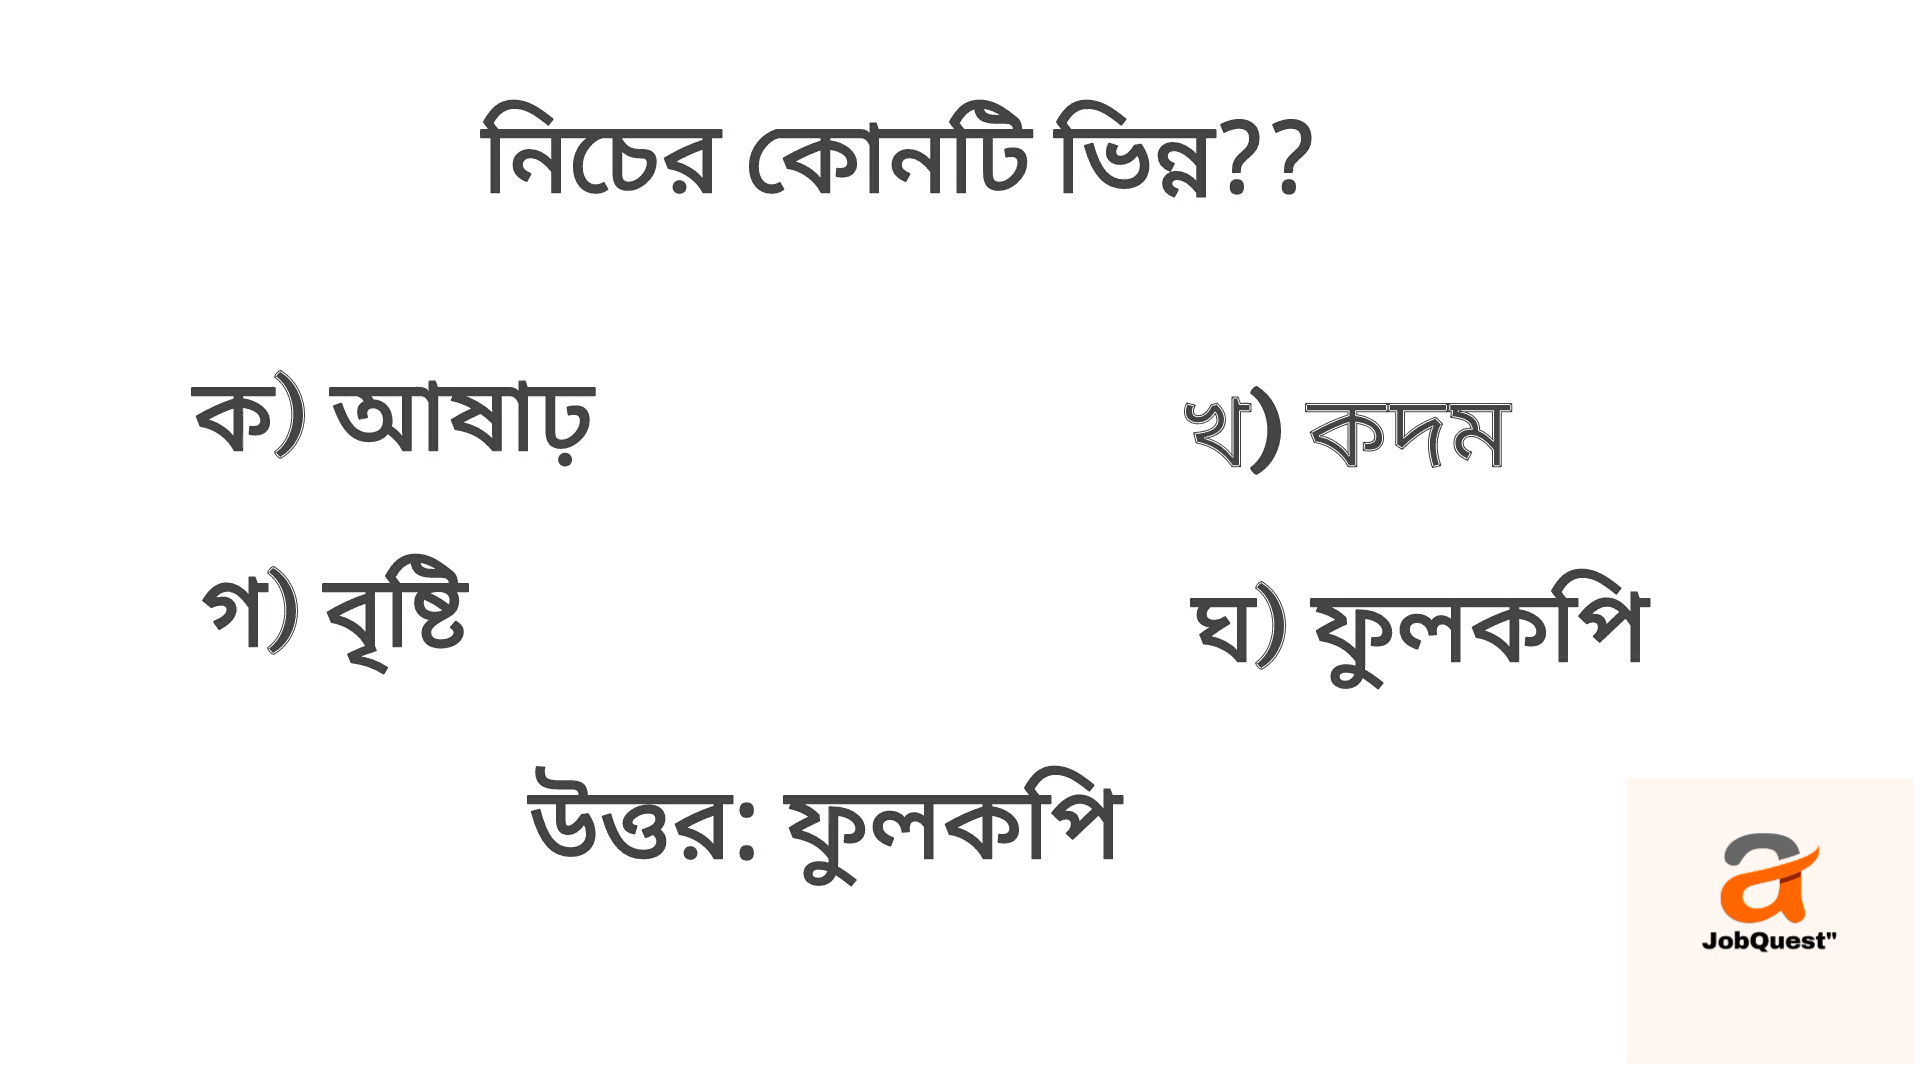 নিচের কোনটি ভিন্ন??
ক) আষাঢ়
খ) কদম
গ) বৃষ্টি
ঘ) ফুলকপি
উত্তর: ফুলকপি
JobQuest"